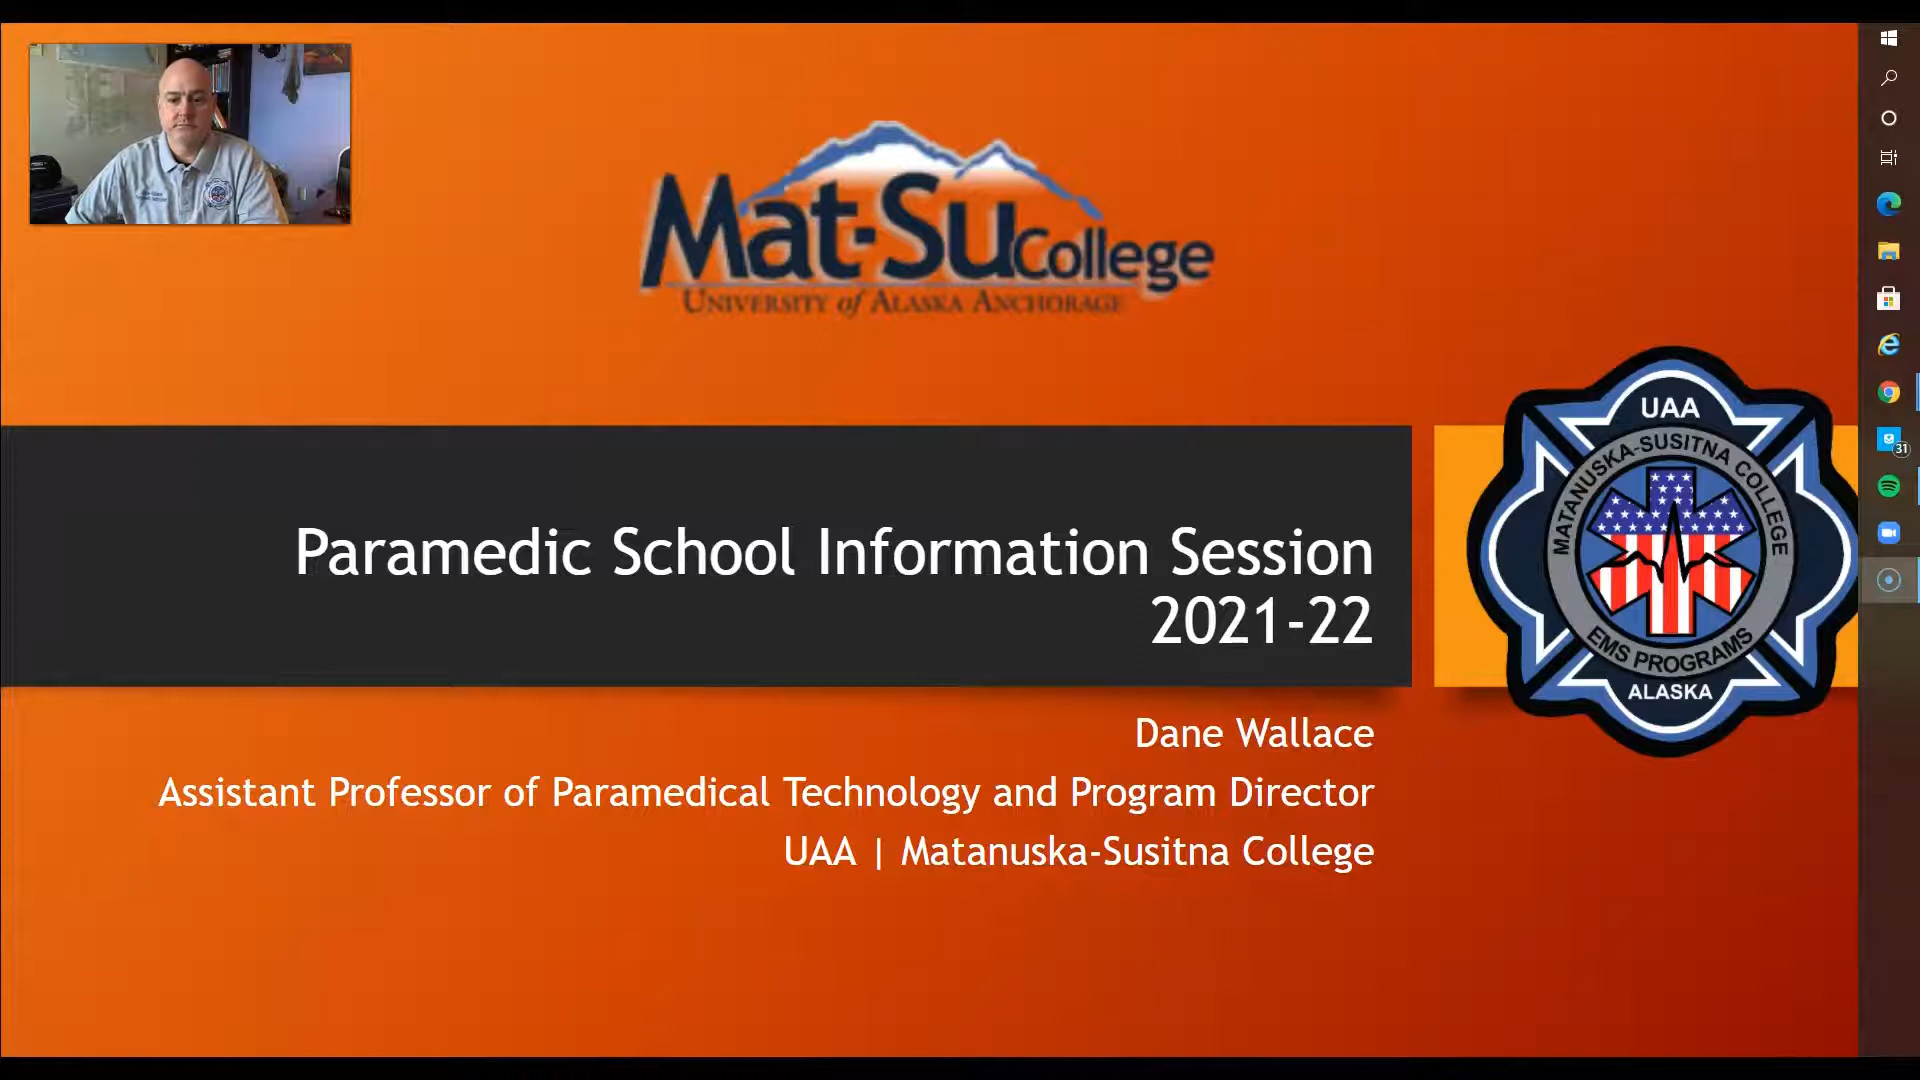 Mat-Su College
UNIVERSITY of ALASKA ANCHORAGE
UAA
MATANUSKA-SUSITNA COLLEGE
EMS PROGRAMS
ALASKA
Paramedic School Information Session
2021-22
Dane Wallace
Assistant Professor of Paramedical Technology and Program Director
UAA | Matanuska-Susitna College
31